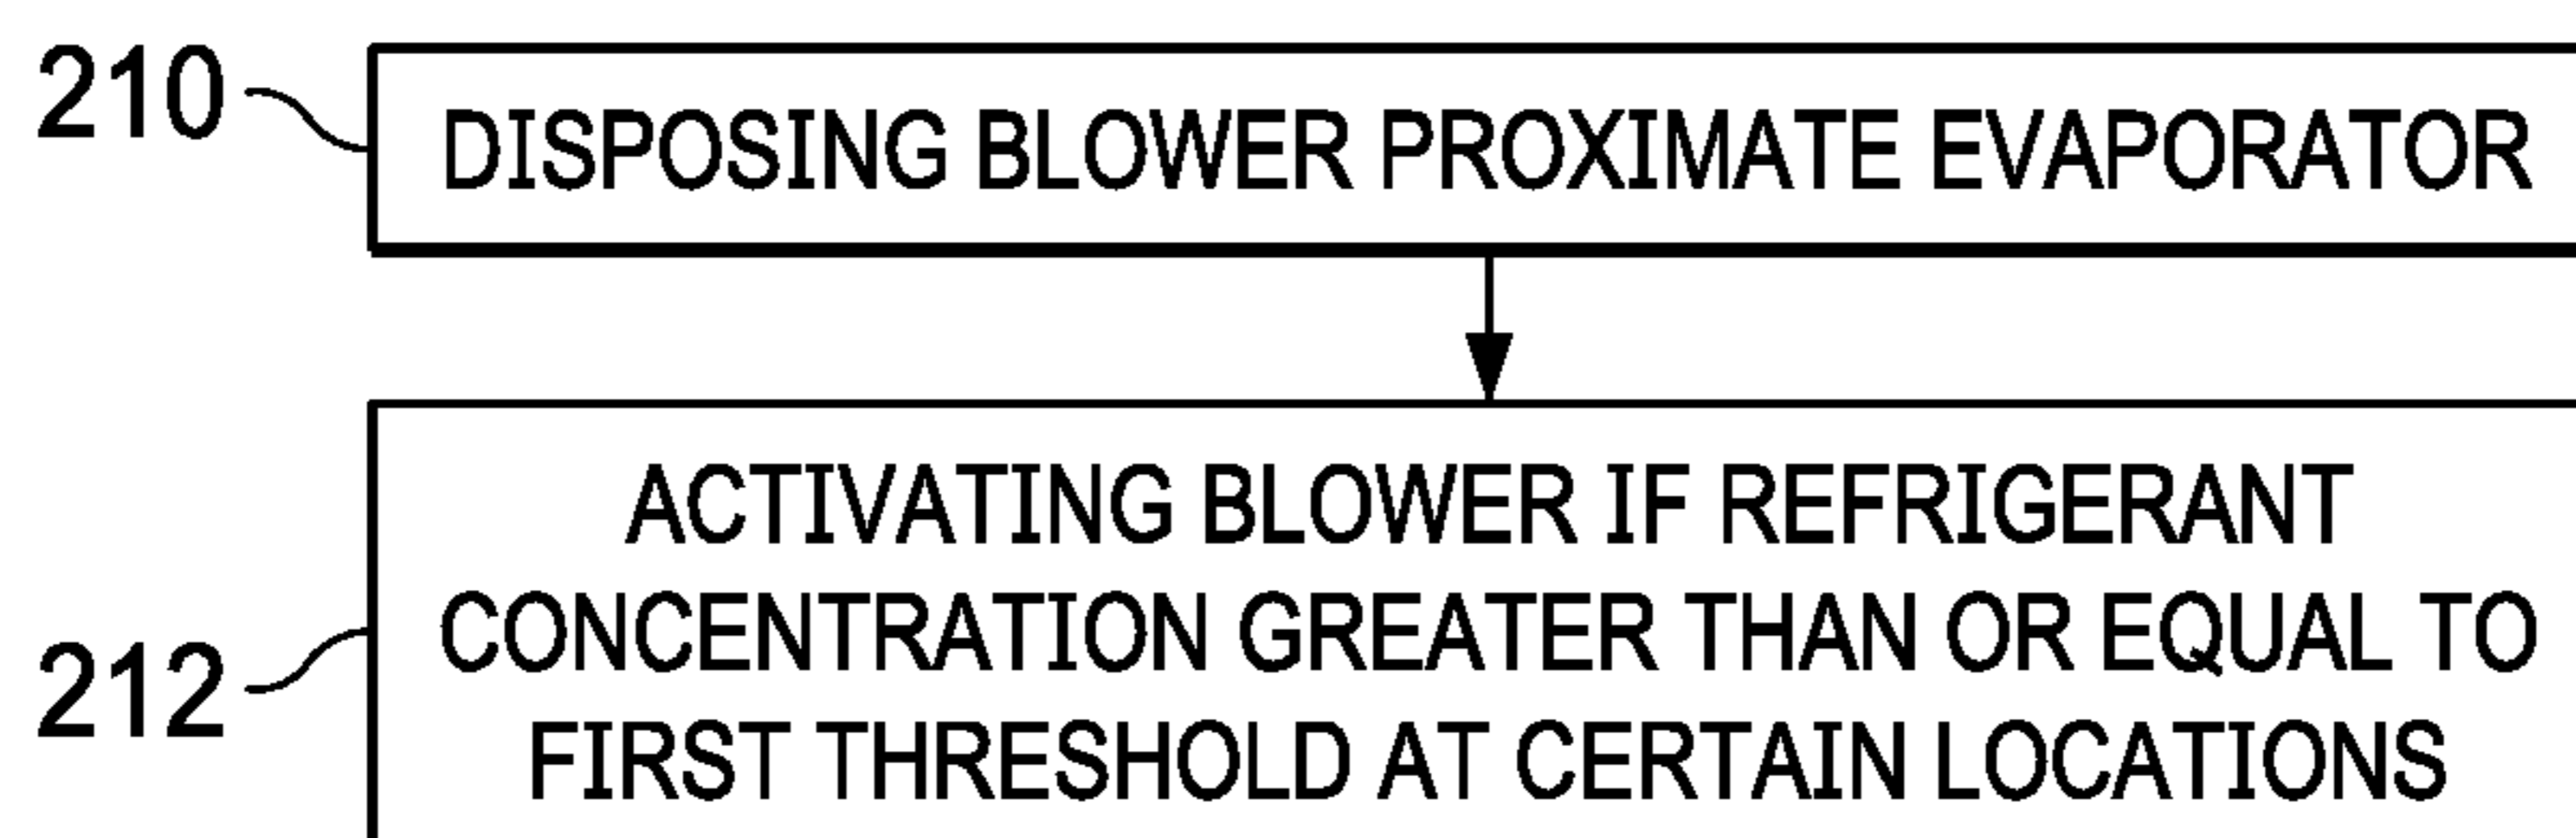 210
DISPOSING BLOWER PROXIMATE EVAPORATOR
ACTIVATING BLOWER IF REFRIGERANT
CONCENTRATION GREATER THAN OR EQUAL TO
212
FIRST THRESHOLD AT CERTAIN LOCATIONS